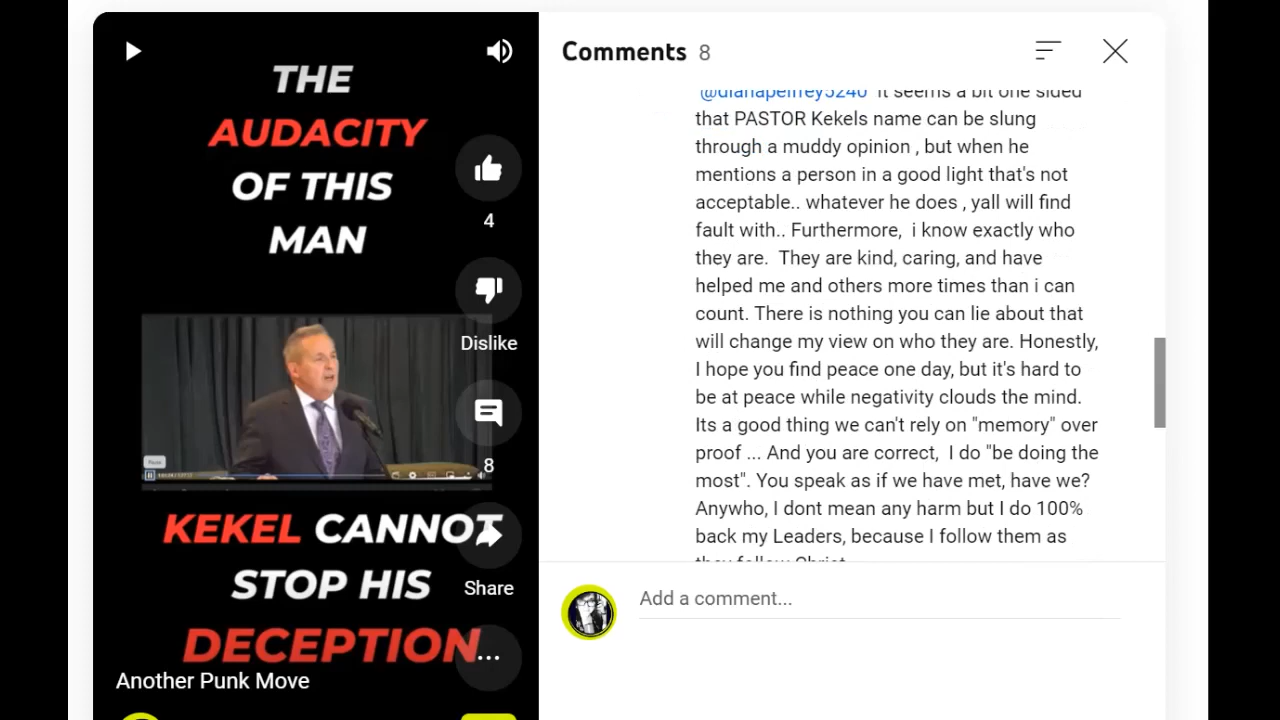 THE
AUDACITY
OF THIS
MAN
4
Dislike
8
KEKEL CANNOT
STOP HIS
Share
DECEPTION
Another Punk Move
Comments 8
that PASTOR Kekels name can be slung
through a muddy opinion , but when he
mentions a person in a good light that's not
acceptable.. whatever he does , yall will find
fault with.. Furthermore, i know exactly who
they are. They are kind, caring, and have
helped me and others more times than i can
count. There is nothing you can lie about that
will change my view on who they are. Honestly,
I hope you find peace one day, but it's hard to
be at peace while negativity clouds the mind.
Its a good thing we can't rely on "memory" over
proof ... And you are correct, I do "be doing the
most". You speak as if we have met, have we?
Anywho, I dont mean any harm but I do 100%
back my Leaders, because I follow them as
they follow Christ
Add a comment...